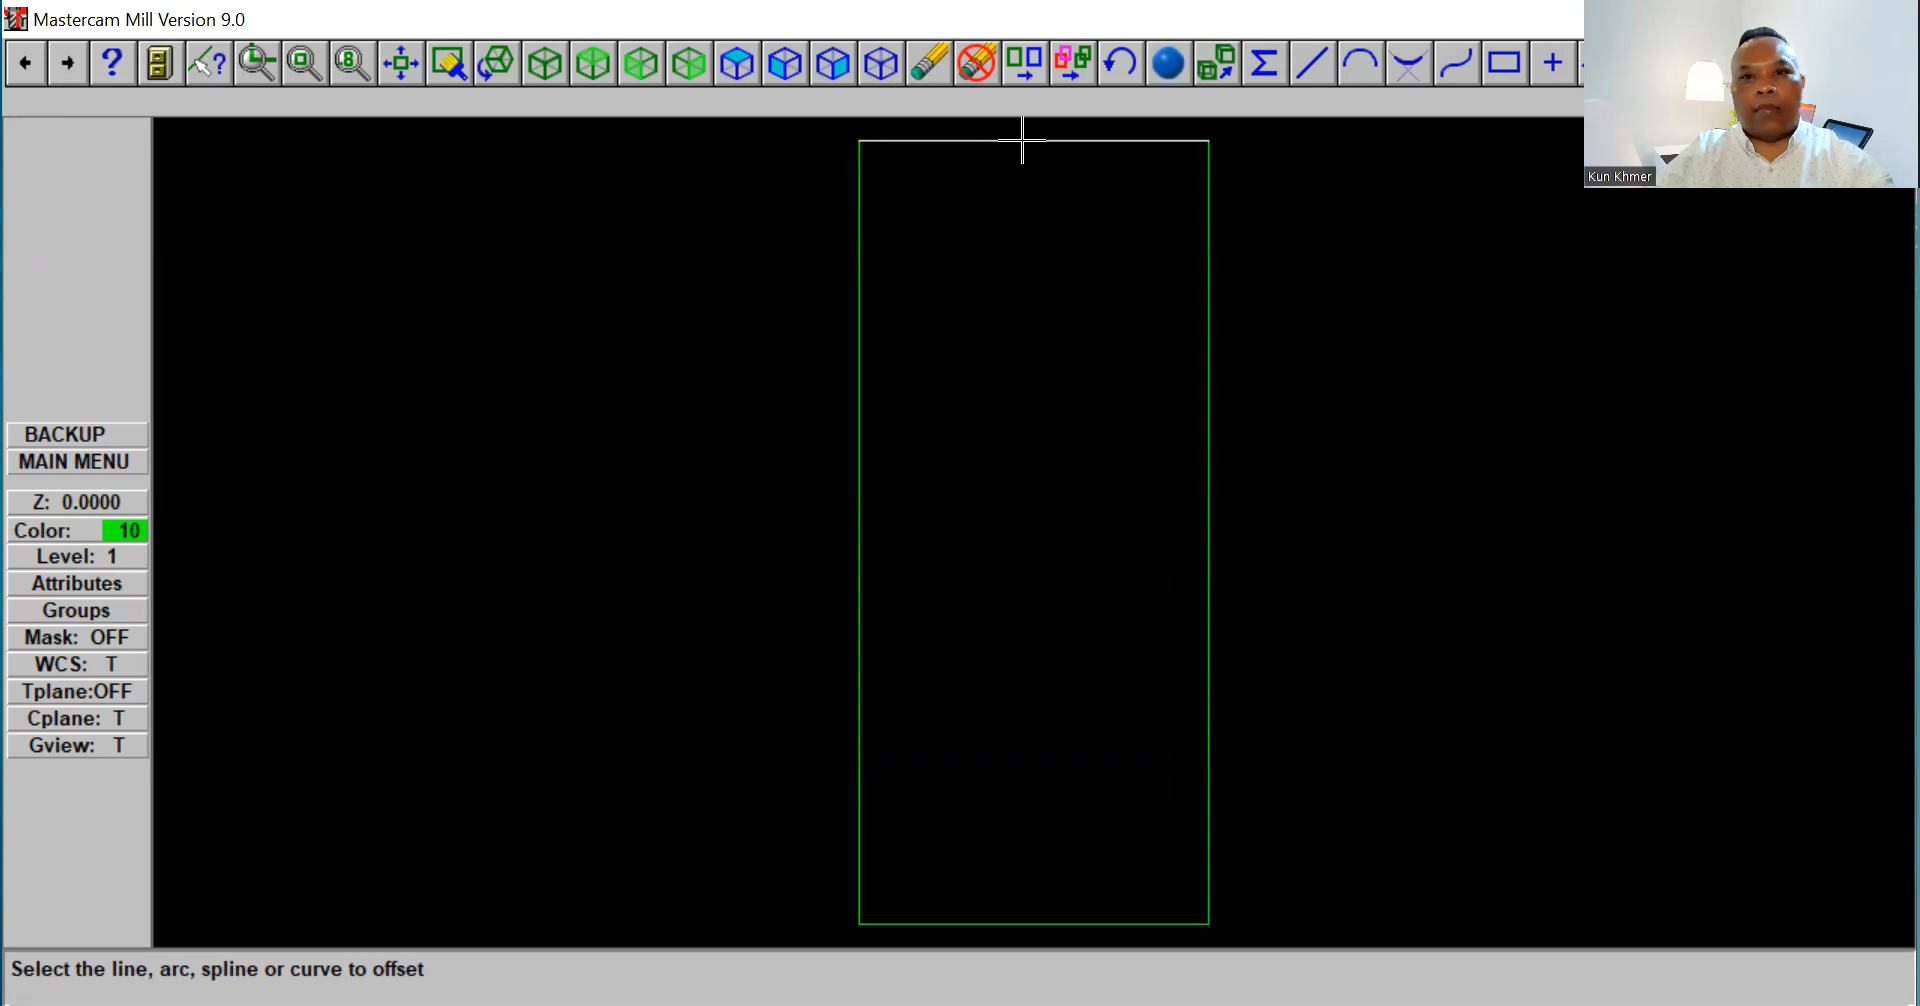 Mastercam Mill Version 9.0
Kun Khmer
BACKUP
MAIN MENU
Z: 0.0000
Color: 10
Level: 1
Attributes
Groups
Mask: OFF
WCS: T
Tplane:OFF
Cplane: T
Gview: T
Select the line, arc, spline or curve to offset